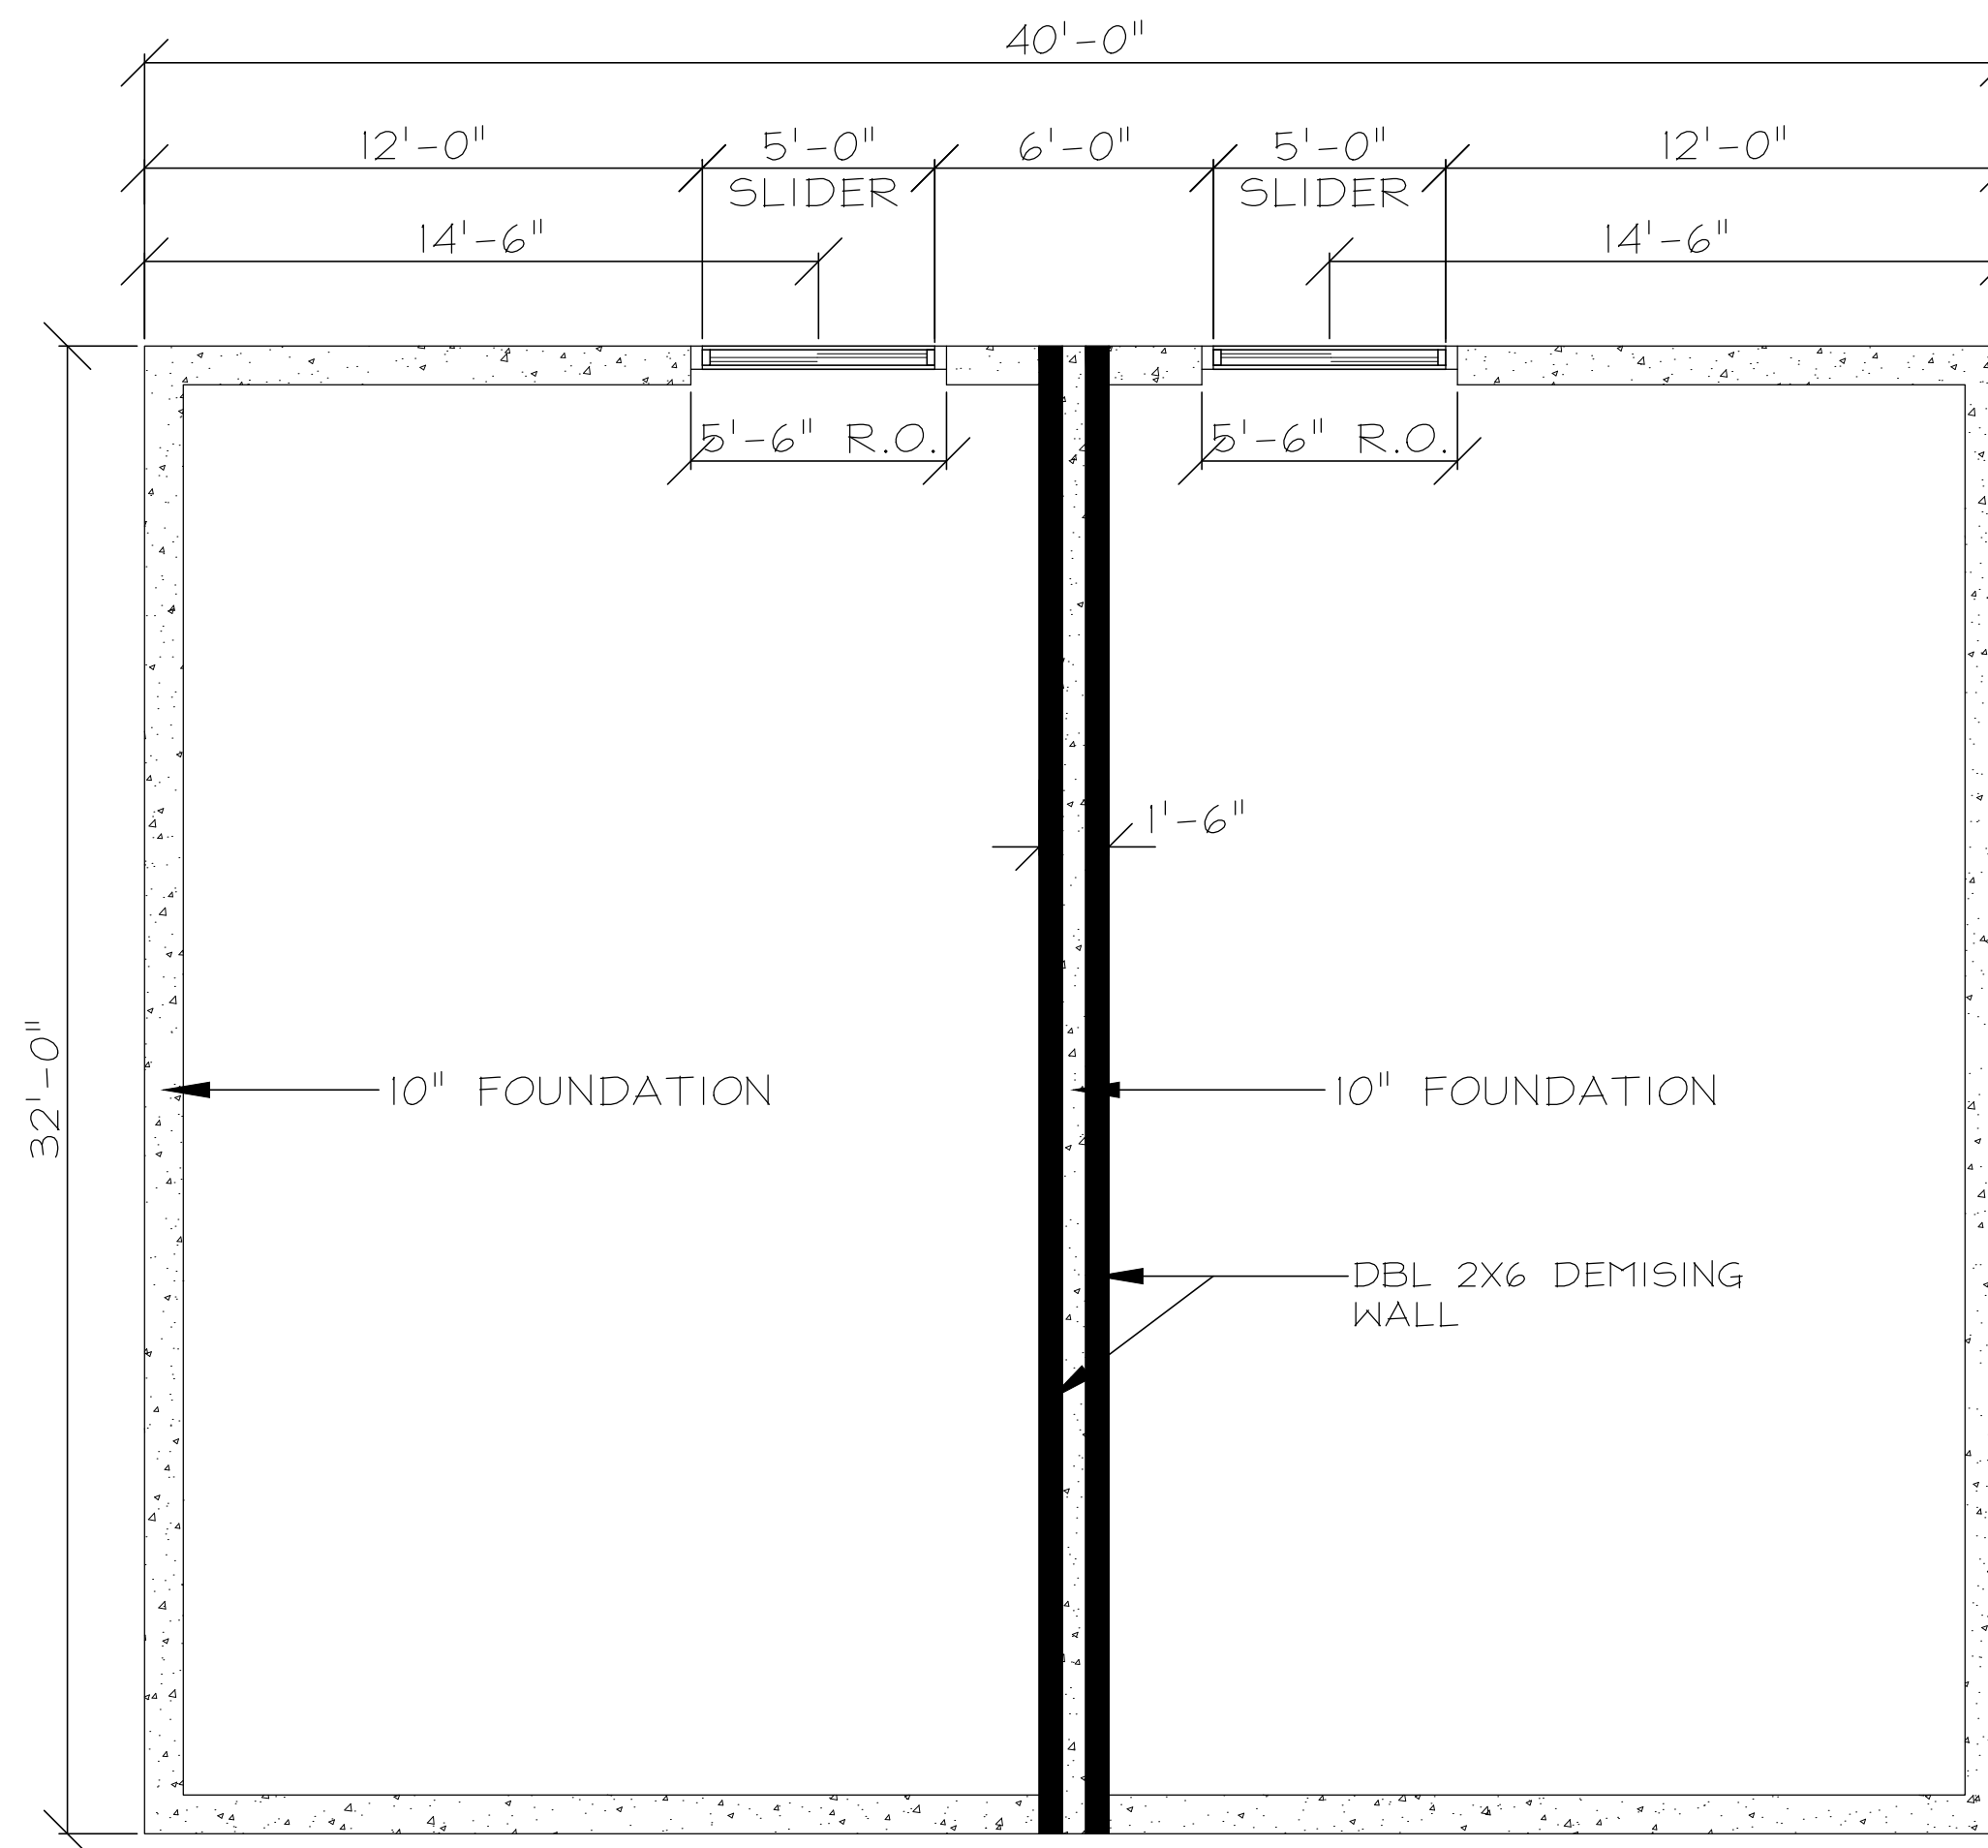 40'-0"
12'-0" 5'-0" 6'-0" 5'-0" 12'-0"
SLIDER SLIDER
14'-6" 14'-6"
5'-6" R.O. 5'-6" R.O.
1'-6"
32'-0"
10" FOUNDATION 10" FOUNDATION
DBL 2X6 DEMISING
WALL